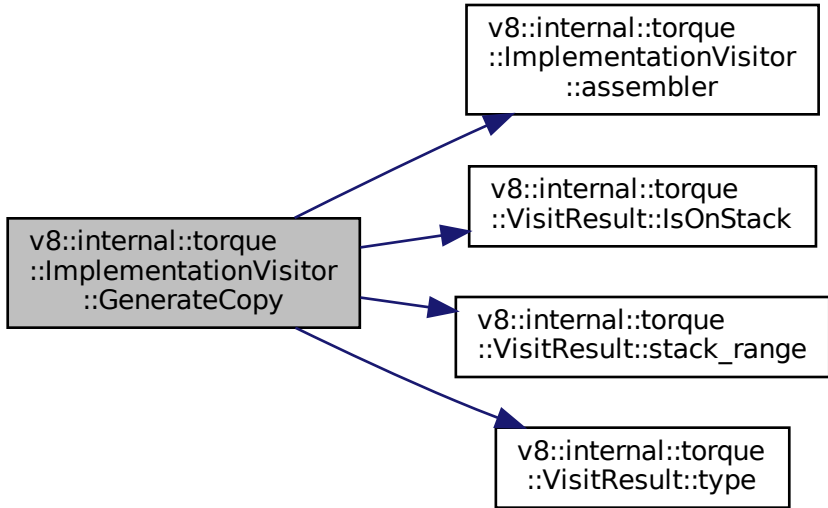 v8::internal::torque
::ImplementationVisitor
::assembler
v8::internal::torque
::VisitResult::IsOnStack
v8::internal::torque
::ImplementationVisitor
::GenerateCopy
v8::internal::torque
::VisitResult::stack_range
v8::internal::torque
::VisitResult::type